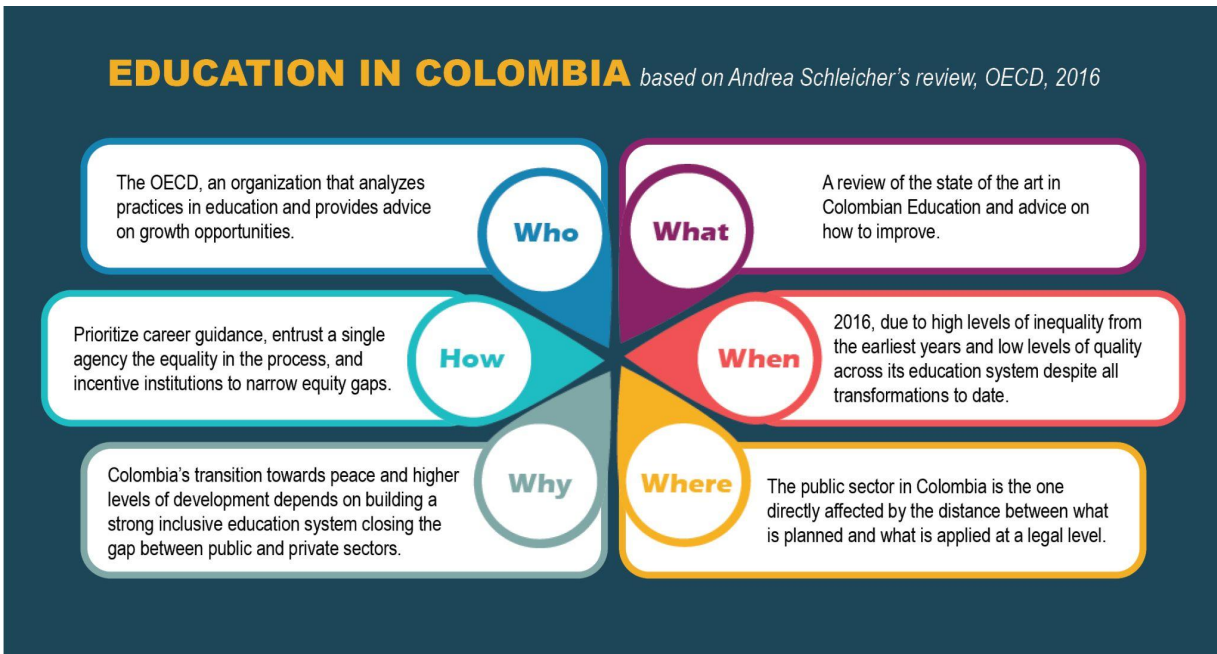 EDUCATION IN COLOMBIA based on Andrea Schleicher's review, OECD, 2016
The OECD, an organization that analyzes
practices in education and provides advice
on growth opportunities.
Who
What
A review of the state of the art in
Colombian Education and advice on
how to improve.
Prioritize career guidance, entrust a single
agency the equality in the process, and
incentive institutions to narrow equity gaps.
How
When
2016, due to high levels of inequality from
the earliest years and low levels of quality
across its education system despite all
transformations to date.
Colombia's transition towards peace and higher
levels of development depends on building a
strong inclusive education system closing the
gap between public and private sectors.
Why
Where
The public sector in Colombia is the one
directly affected by the distance between what
is planned and what is applied at a legal level.